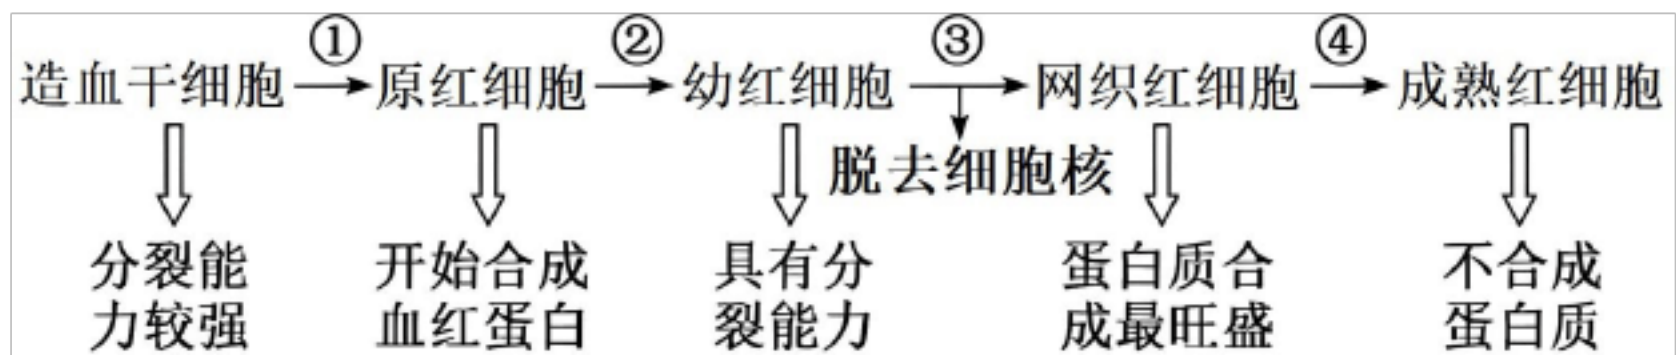 ① ② ③ ④
造血干细胞 原红细胞 幼红细胞 网织红细胞 成熟红细胞
脱去细胞核
分裂能 开始合成 具有分 蛋白质合 不合成
力较强 血红蛋白 裂能力 成最旺盛 蛋白质